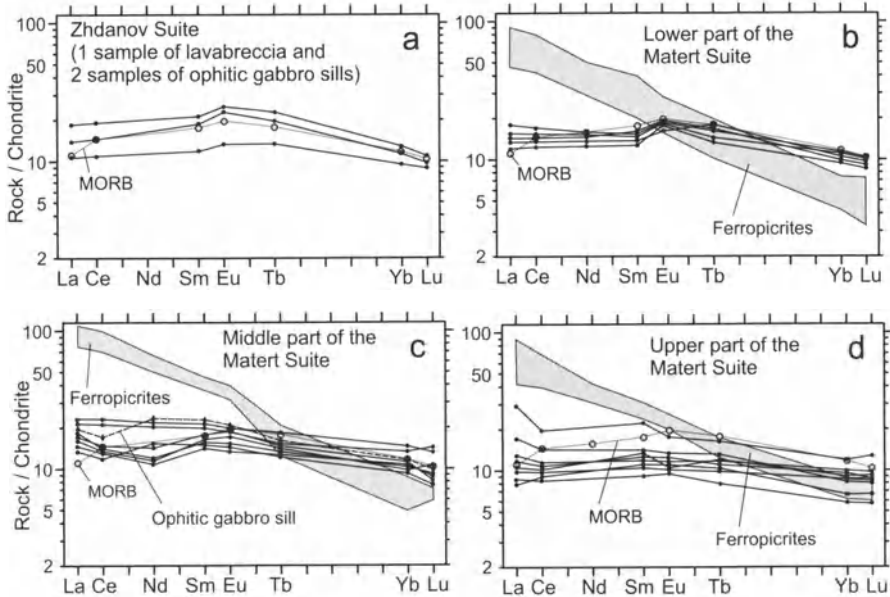 Zhdanov Suite
(1 sample of lavabreccia and
2 samples of ophitic gabbro sills)
a
Rock / Chondrite
100
50
10
5
2
MORB
La Ce Nd Sm Eu Tb Yb Lu
Lower part of the
Matert Suite
b
100
50
10
5
2
MORB
Ferropicrites
La Ce Nd Sm Eu Tb Yb Lu
Middle part of the
Matert Suite
c
Rock / Chondrite
100
50
10
5
2
Ferropicrites
MORB
Ophitic gabbro sill
La Ce Nd Sm Eu Tb Yb Lu
Upper part of the
Matert Suite
d
100
50
10
5
2
MORB
Ferropicrites
La Ce Nd Sm Eu Tb Yb Lu